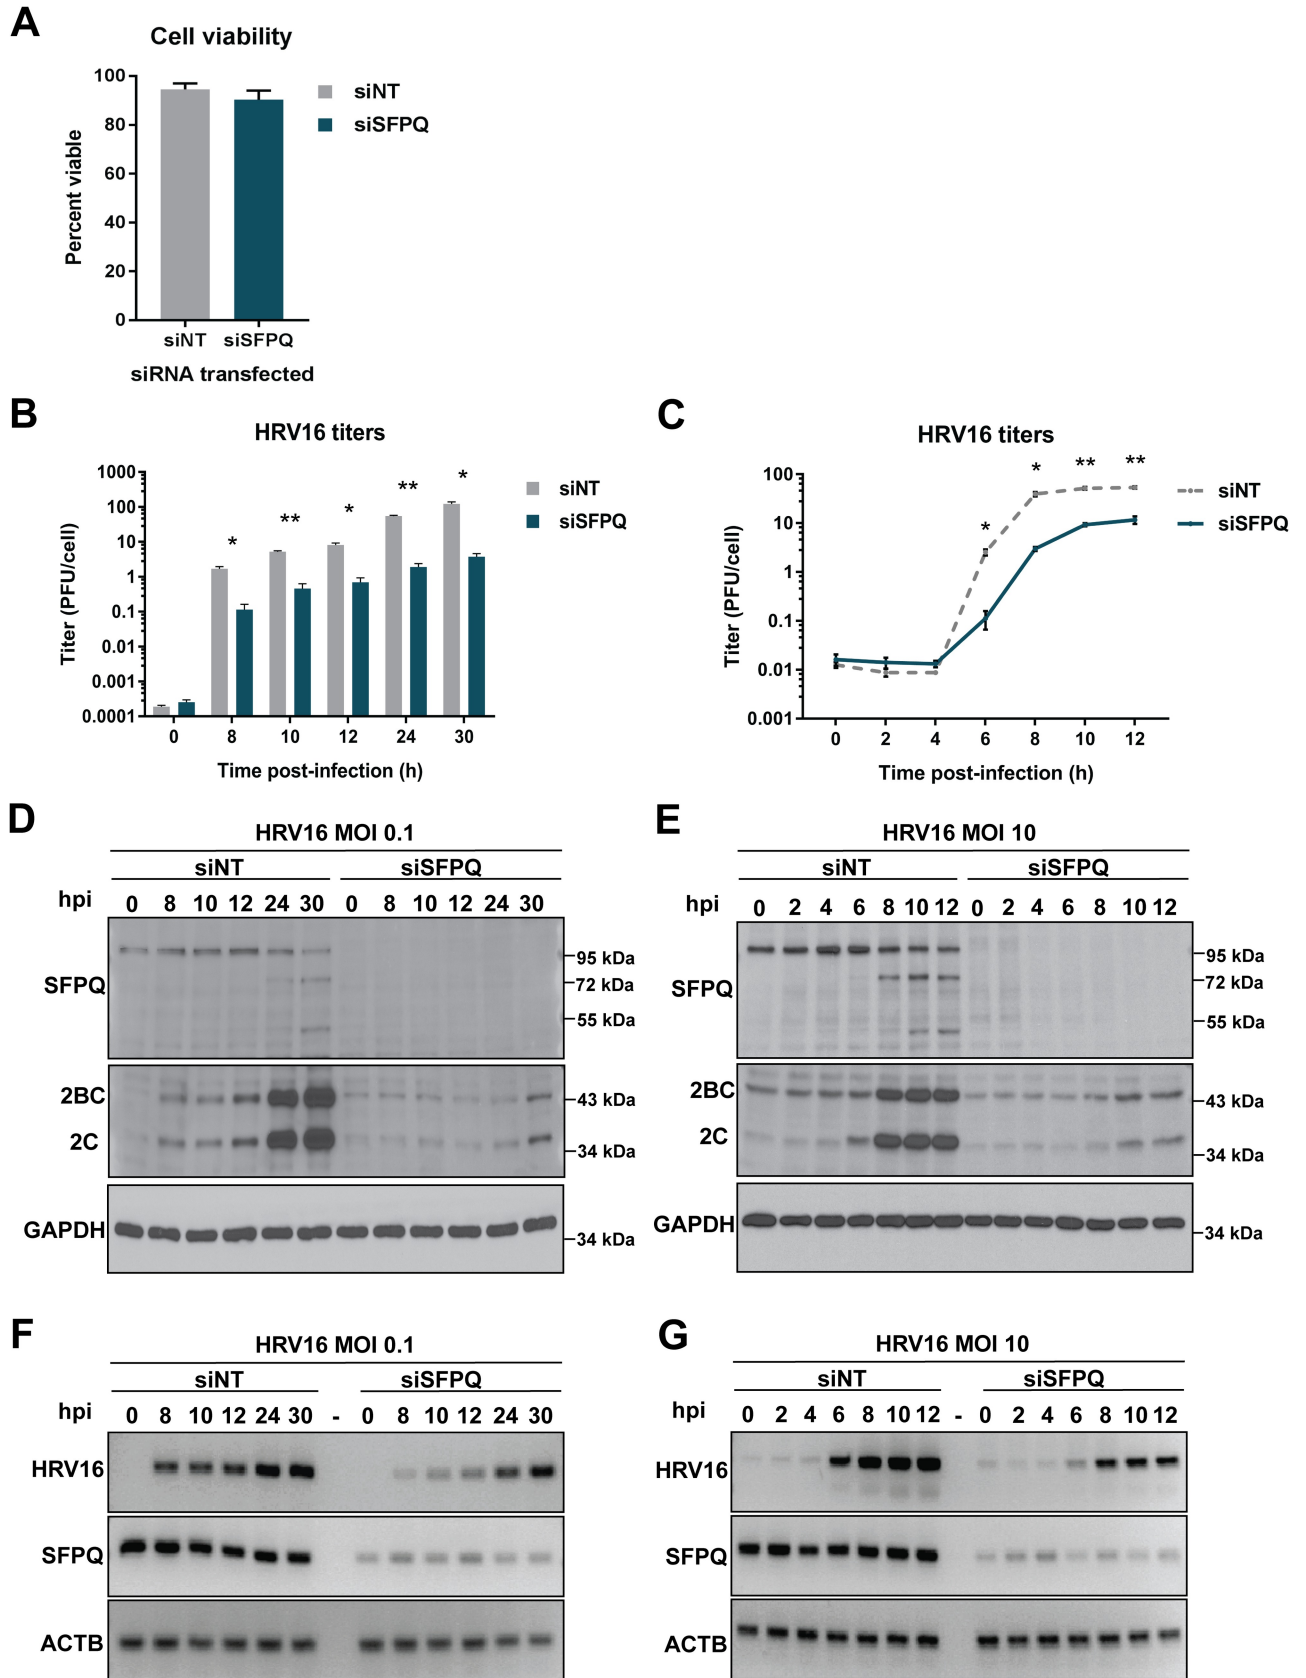 A
Cell viability
100
80
60
40
20
0
Percent viable
siNT
siSFPQ
siNT siSFPQ
siRNA transfected
B
HRV16 titers
1000
100
10
1
0.1
0.01
0.001
0.0001
Titer (PFU/cell)
* ** * ** *
siNT
siSFPQ
0 8 10 12 24 30
Time post-infection (h)
C
HRV16 titers
100
10
1
0.1
0.01
0.001
Titer (PFU/cell)
* * ** **
siNT
siSFPQ
0 2 4 6 8 10 12
Time post-infection (h)
D
HRV16 MOI 0.1
siNT siSFPQ
hpi 0 8 10 12 24 30 0 8 10 12 24 30
SFPQ
95 kDa
72 kDa
55 kDa
2BC
43 kDa
2C
34 kDa
GAPDH
34 kDa
E
HRV16 MOI 10
siNT siSFPQ
hpi 0 2 4 6 8 10 12 0 2 4 6 8 10 12
SFPQ
95 kDa
72 kDa
55 kDa
2BC
43 kDa
2C
34 kDa
GAPDH
34 kDa
F
HRV16 MOI 0.1
siNT siSFPQ
hpi 0 8 10 12 24 30 - 0 8 10 12 24 30
HRV16
SFPQ
ACTB
G
HRV16 MOI 10
siNT siSFPQ
hpi 0 2 4 6 8 10 12 - 0 2 4 6 8 10 12
HRV16
SFPQ
ACTB